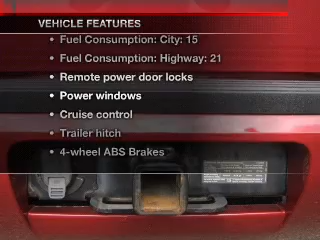 VEHICLE FEATURES
• Fuel Consumption: City: 15
• Fuel Consumption: Highway: 21
• Remote power door locks
• Power windows
• Cruise control
• Trailer hitch
• 4-wheel ABS Brakes